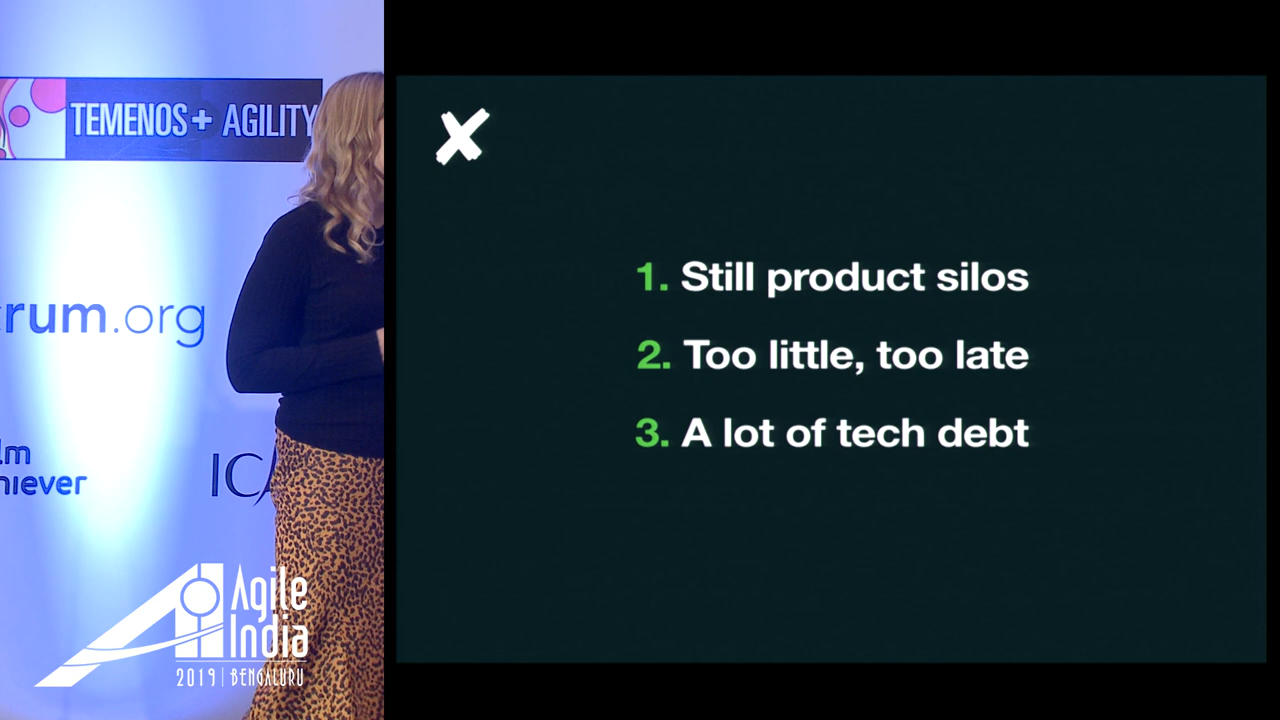 TEMENOS+ AGILITY
rum.org
lm
hiever
IC
Agile
India
2019 | BENGALURU
1. Still product silos
2. Too little, too late
3. A lot of tech debt